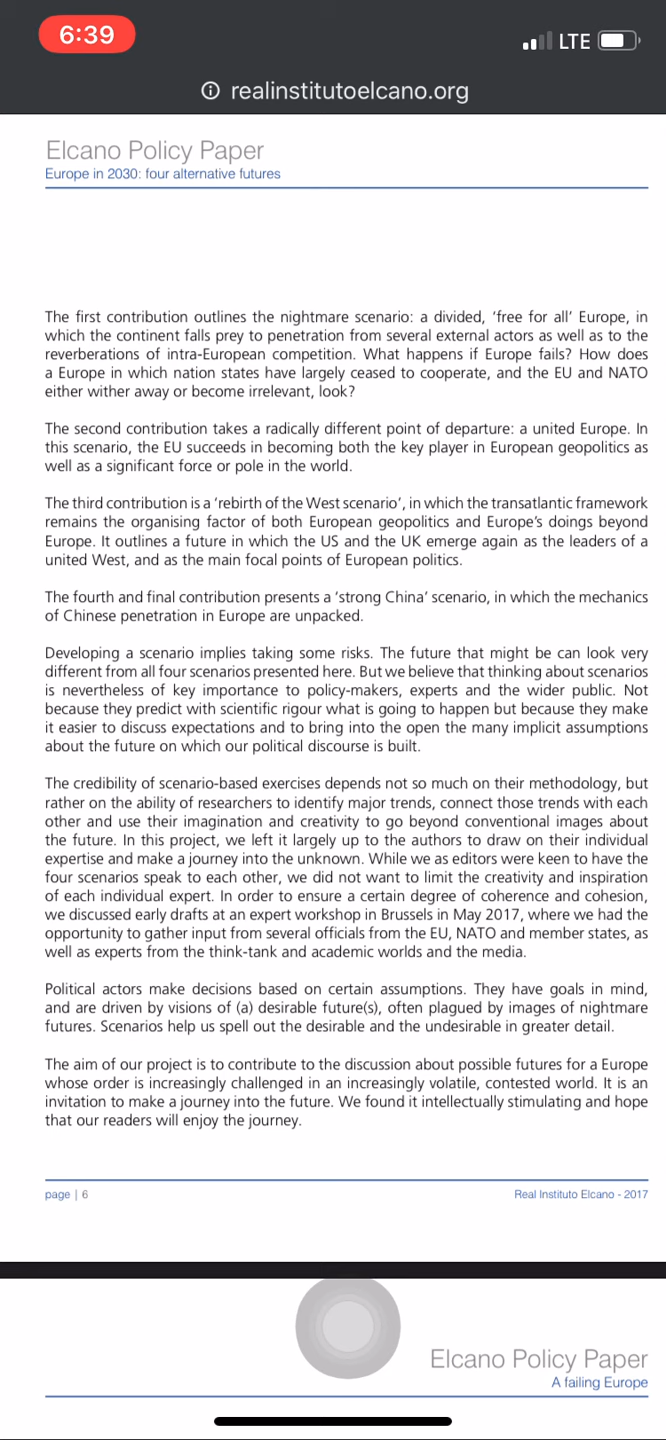 6:39
LTE
realinstitutoelcano.org
Elcano Policy Paper
Europe in 2030: four alternative futures
The first contribution outlines the nightmare scenario: a divided, ‘free for all’ Europe, in
which the continent falls prey to penetration from several external actors as well as to the
reverberations of intra-European competition. What happens if Europe fails? How does
a Europe in which nation states have largely ceased to cooperate, and the EU and NATO
either wither away or become irrelevant, look?
The second contribution takes a radically different point of departure: a united Europe. In
this scenario, the EU succeeds in becoming both the key player in European geopolitics as
well as a significant force or pole in the world.
The third contribution is a ‘rebirth of the West scenario’, in which the transatlantic framework
remains the organising factor of both European geopolitics and Europe’s doings beyond
Europe. It outlines a future in which the US and the UK emerge again as the leaders of a
united West, and as the main focal points of European politics.
The fourth and final contribution presents a ‘strong China’ scenario, in which the mechanics
of Chinese penetration in Europe are unpacked.
Developing a scenario implies taking some risks. The future that might be can look very
different from all four scenarios presented here. But we believe that thinking about scenarios
is nevertheless of key importance to policy-makers, experts and the wider public. Not
because they predict with scientific rigour what is going to happen but because they make
it easier to discuss expectations and to bring into the open the many implicit assumptions
about the future on which our political discourse is built.
The credibility of scenario-based exercises depends not so much on their methodology, but
rather on the ability of researchers to identify major trends, connect those trends with each
other and use their imagination and creativity to go beyond conventional images about
the future. In this project, we left it largely up to the authors to draw on their individual
expertise and make a journey into the unknown. While we as editors were keen to have the
four scenarios speak to each other, we did not want to limit the creativity and inspiration
of each individual expert. In order to ensure a certain degree of coherence and cohesion,
we discussed early drafts at an expert workshop in Brussels in May 2017, where we had the
opportunity to gather input from several officials from the EU, NATO and member states, as
well as experts from the think-tank and academic worlds and the media.
Political actors make decisions based on certain assumptions. They have goals in mind,
and are driven by visions of (a) desirable future(s), often plagued by images of nightmare
futures. Scenarios help us spell out the desirable and the undesirable in greater detail.
The aim of our project is to contribute to the discussion about possible futures for a Europe
whose order is increasingly challenged in an increasingly volatile, contested world. It is an
invitation to make a journey into the future. We found it intellectually stimulating and hope
that our readers will enjoy the journey.
page | 6
Real Instituto Elcano - 2017
Elcano Policy Paper
A failing Europe